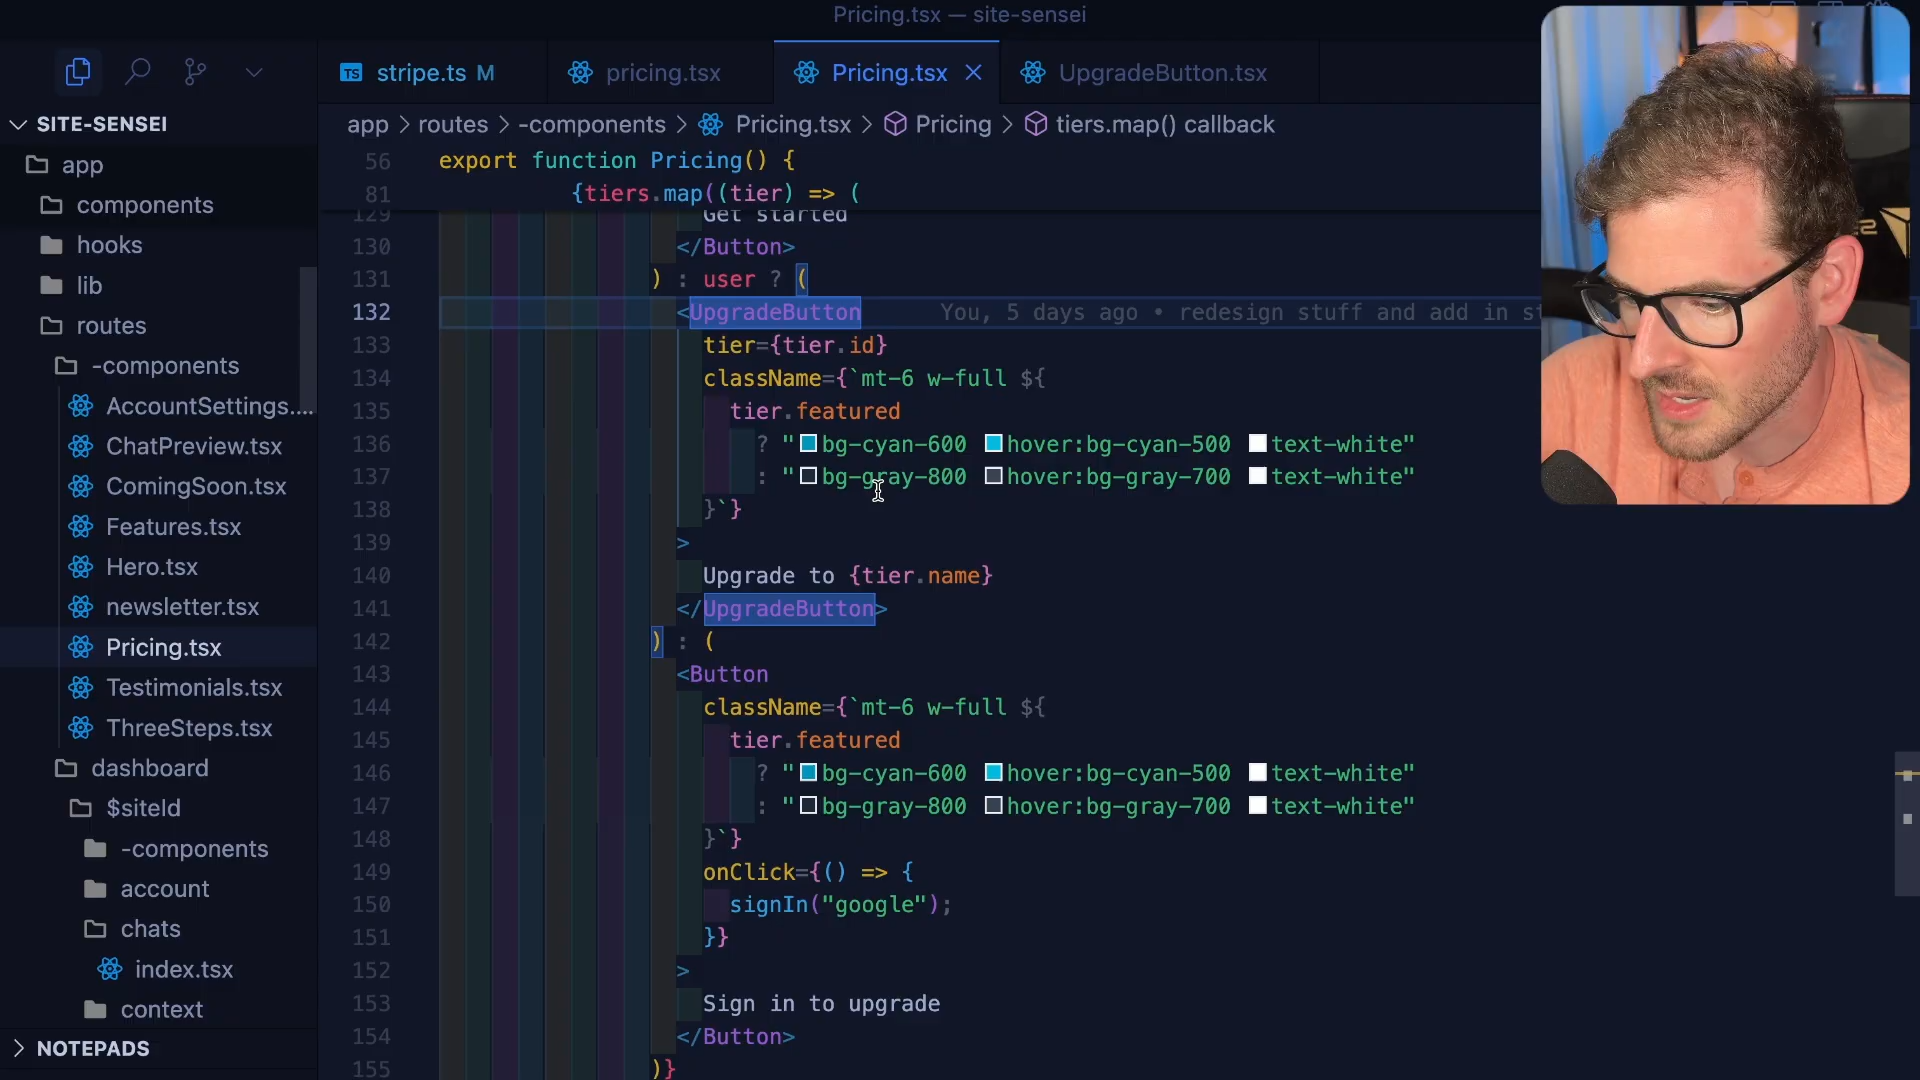 Pricing.tsx — site-sensei
stripe.ts M
pricing.tsx
Pricing.tsx
UpgradeButton.tsx
SITE-SENSEI
app > routes > -components > Pricing.tsx > Pricing > tiers.map() callback
app
components
hooks
lib
routes
-components
AccountSettings....
ChatPreview.tsx
ComingSoon.tsx
Features.tsx
Hero.tsx
newsletter.tsx
Pricing.tsx
Testimonials.tsx
ThreeSteps.tsx
dashboard
$siteId
-components
account
chats
index.tsx
context
NOTEPADS
56 export function Pricing() {
81 {tiers.map((tier) => (
129 Get started
130 </Button>
131 ) : user ? (
132 <UpgradeButton You, 5 days ago • redesign stuff and add in st
133 tier={tier.id}
134 className={`mt-6 w-full ${
135 tier.featured
136 ? "bg-cyan-600 hover:bg-cyan-500 text-white"
137 : "bg-gray-800 hover:bg-gray-700 text-white"
138 }`}
139 >
140 Upgrade to {tier.name}
141 </UpgradeButton>
142 ) : (
143 <Button
144 className={`mt-6 w-full ${
145 tier.featured
146 ? "bg-cyan-600 hover:bg-cyan-500 text-white"
147 : "bg-gray-800 hover:bg-gray-700 text-white"
148 }`}
149 onClick={() => {
150 signIn("google");
151 }}
152 >
153 Sign in to upgrade
154 </Button>
155 )}